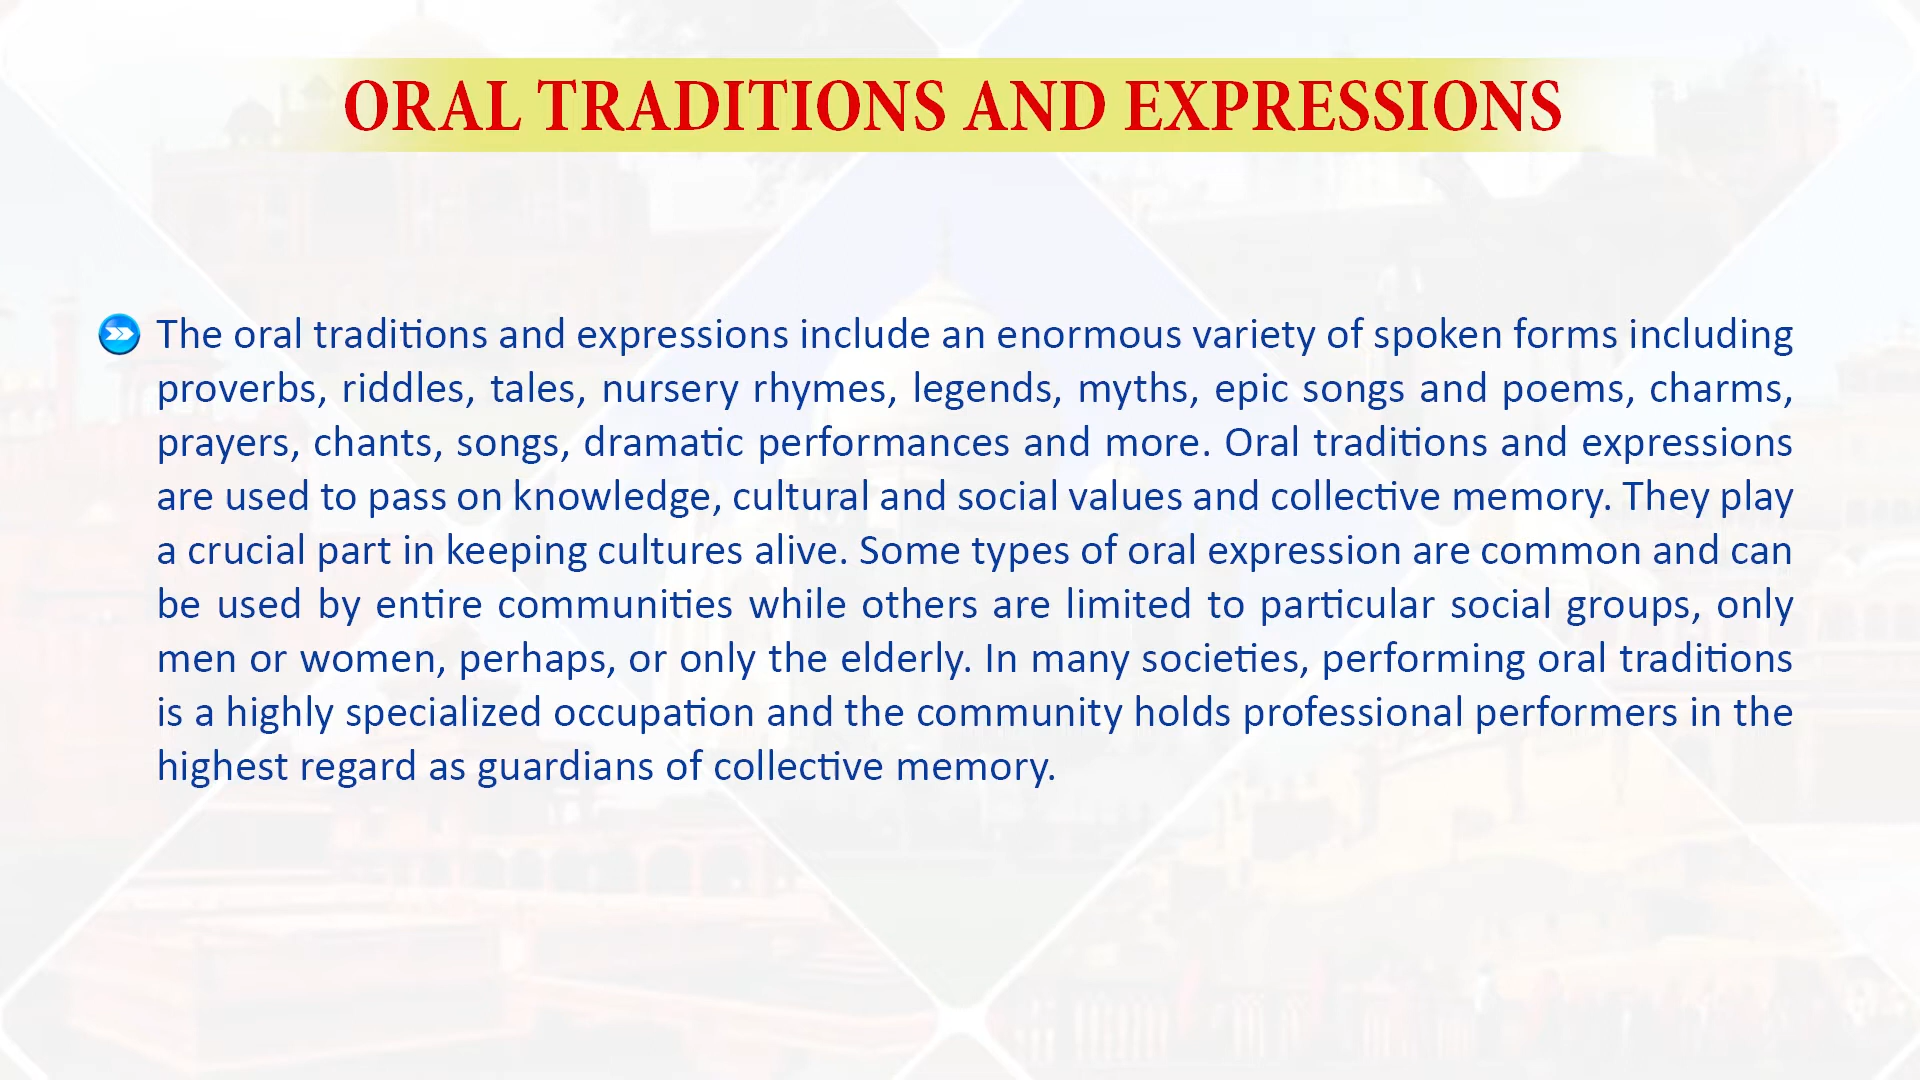 ORAL TRADITIONS AND EXPRESSIONS
The oral traditions and expressions include an enormous variety of spoken forms including
proverbs, riddles, tales, nursery rhymes, legends, myths, epic songs and poems, charms,
prayers, chants, songs, dramatic performances and more. Oral traditions and expressions
are used to pass on knowledge, cultural and social values and collective memory. They play
a crucial part in keeping cultures alive. Some types of oral expression are common and can
be used by entire communities while others are limited to particular social groups, only
men or women, perhaps, or only the elderly. In many societies, performing oral traditions
is a highly specialized occupation and the community holds professional performers in the
highest regard as guardians of collective memory.